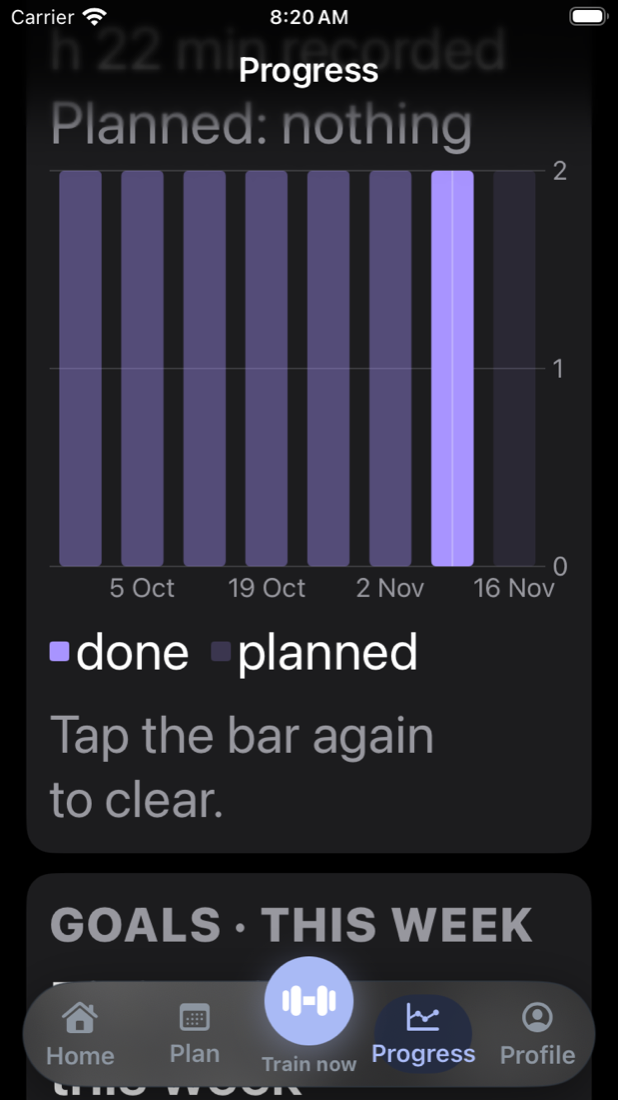 Carrier 8:20 AM
h 22 min recorded
Progress
Planned: nothing
2
1
0
5 Oct 19 Oct 2 Nov 16 Nov
done planned
Tap the bar again
to clear.
GOALS · THIS WEEK
this week
Home Plan Train now Progress Profile